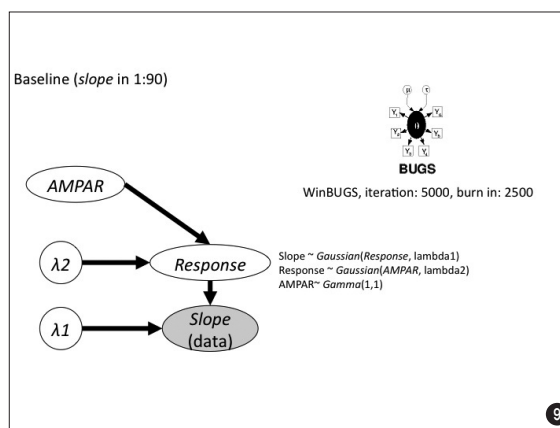 Baseline (slope in 1:90)
μ τ
BUGS
WinBUGS, iteration: 5000, burn in: 2500
AMPAR
λ2
Response
Slope ~ Gaussian(Response, lambda1)
Response ~ Gaussian(AMPAR, lambda2)
AMPAR~ Gamma(1,1)
λ1
Slope
(data)
9